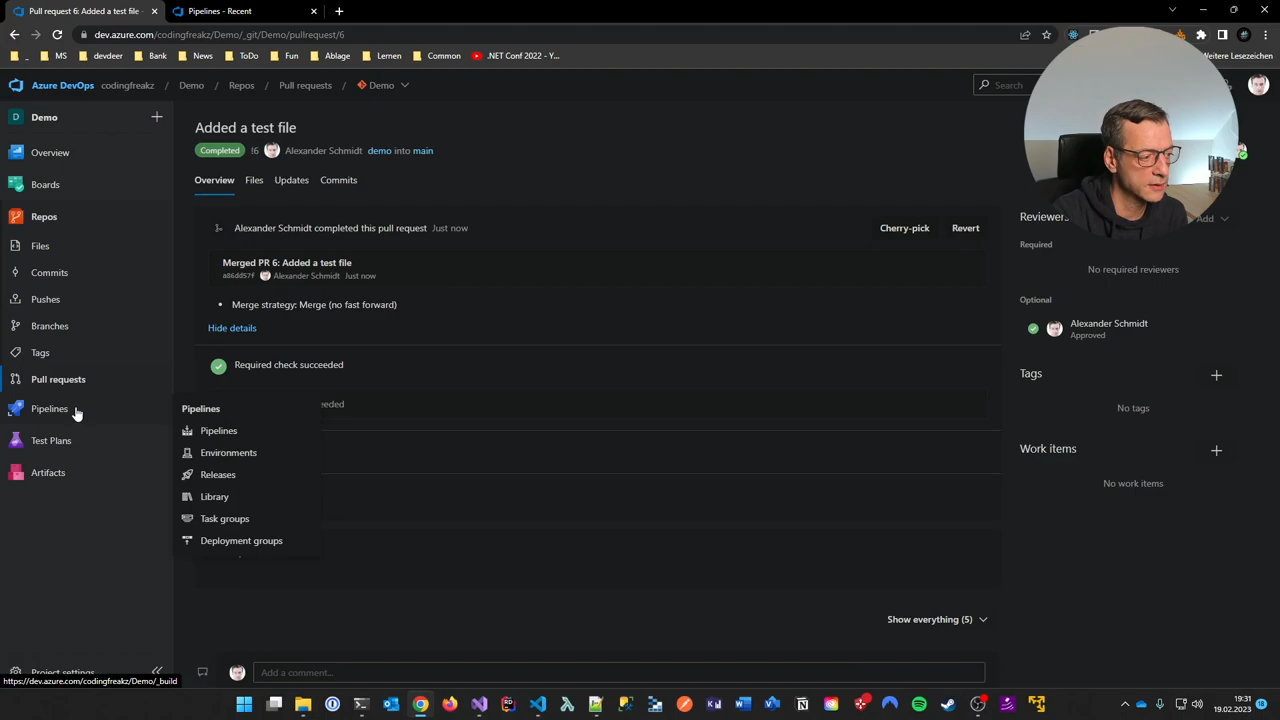 Pull request 6: Added a test file -
Pipelines - Recent
dev.azure.com/codingfreakz/Demo/_git/Demo/pullrequest/6
MS
devdeer
Bank
News
ToDo
Fun
Ablage
Lernen
Common
.NET Conf 2022 - Y...
Weitere Lesezeichen
Azure DevOps
codingfreakz
Demo
Repos
Pull requests
Demo
Search
D
Demo
Overview
Boards
Repos
Files
Commits
Pushes
Branches
Tags
Pull requests
Pipelines
Test Plans
Artifacts
Project settings
https://dev.azure.com/codingfreakz/Demo/_build
Added a test file
Completed
!6
Alexander Schmidt
demo into main
Overview
Files
Updates
Commits
Alexander Schmidt completed this pull request Just now
Cherry-pick
Revert
Merged PR 6: Added a test file
a86dd57f
Alexander Schmidt Just now
Merge strategy: Merge (no fast forward)
Hide details
Required check succeeded
Pipelines
Pipelines
Environments
Releases
Library
Task groups
Deployment groups
Show everything (5)
Add a comment...
Reviewers
Add
Required
No required reviewers
Optional
Alexander Schmidt
Approved
Tags
No tags
Work items
No work items
19:31
19.02.2023